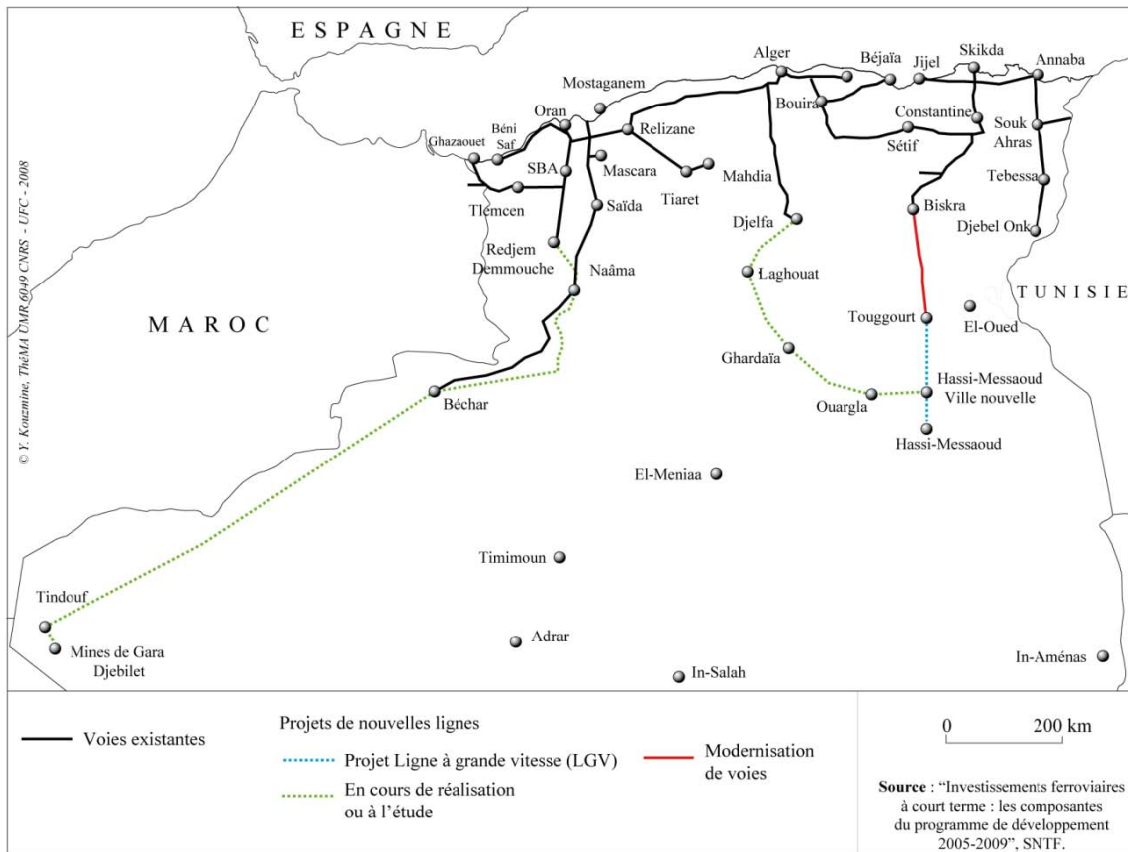 ESPAGNE
Alger
Béjaïa
Jijel
Skikda
Annaba
Mostaganem
Oran
Bouira
Constantine
Béni
Saf
Relizane
Souk
Ahras
Ghazaouet
Sétif
SBA
Mascara
Mahdia
Tiaret
Tebessa
Tlemcen
Saïda
Djelfa
Biskra
Djebel Onk
Redjem
Demmouche
Naâma
Laghouat
TUNISIE
MAROC
Touggourt
El-Oued
Ghardaïa
Hassi-Messaoud
Ville nouvelle
Béchar
Ouargla
Hassi-Messaoud
El-Meniaa
Timimoun
Tindouf
Adrar
Mines de Gara
Djebilet
In-Salah
In-Aménas
© Y. Kouzmine, ThéMA UMR 6049 CNRS - UFC - 2008
Voies existantes
Projets de nouvelles lignes
Projet Ligne à grande vitesse (LGV)
En cours de réalisation
ou à l'étude
Modernisation
de voies
0 200 km
Source : “Investissements ferroviaires
à court terme : les composantes
du programme de développement
2005-2009”, SNTF.